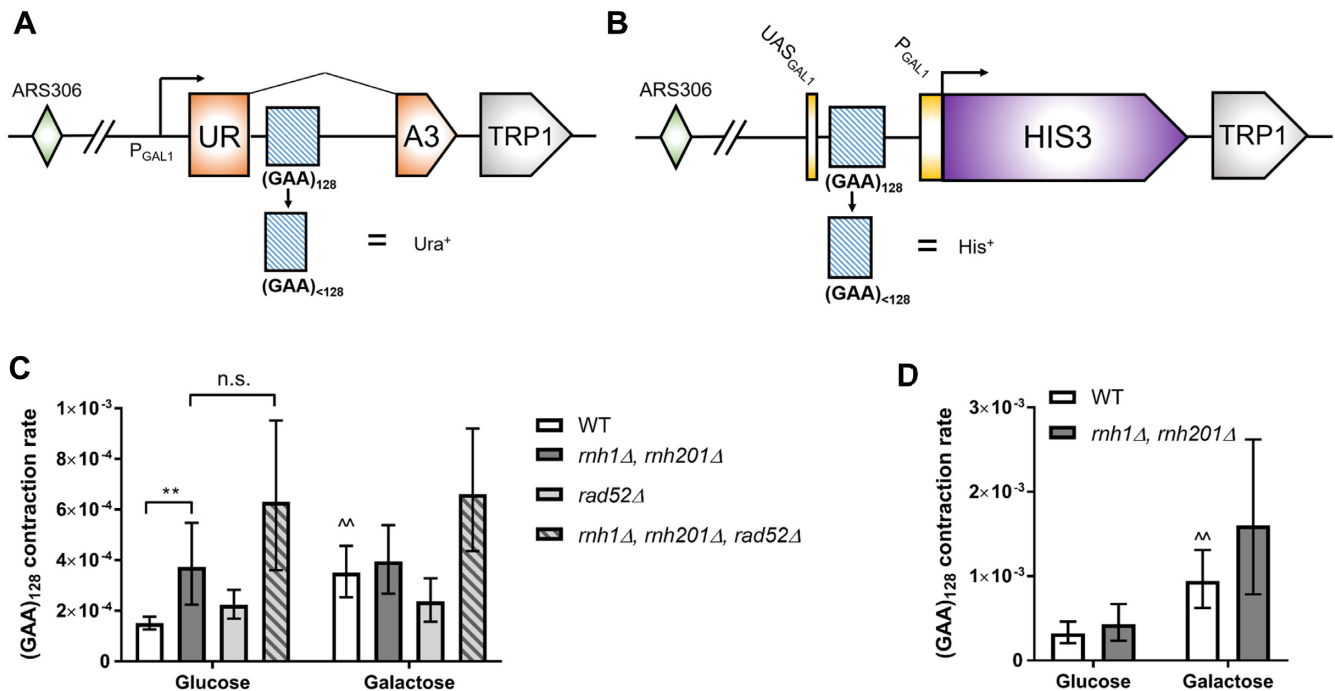 A
ARS306
P_GAL1
UR
A3
TRP1
(GAA)128
(GAA)<128
= Ura+
B
ARS306
UAS_GAL1
P_GAL1
HIS3
TRP1
(GAA)128
(GAA)<128
= His+
C
(GAA)128 contraction rate
1×10-3
8×10-4
6×10-4
4×10-4
2×10-4
0
n.s.
**
^^
Glucose Galactose
WT
rnh1Δ, rnh201Δ
rad52Δ
rnh1Δ, rnh201Δ, rad52Δ
D
(GAA)128 contraction rate
3×10-3
2×10-3
1×10-3
0
WT
rnh1Δ, rnh201Δ
^^
Glucose Galactose